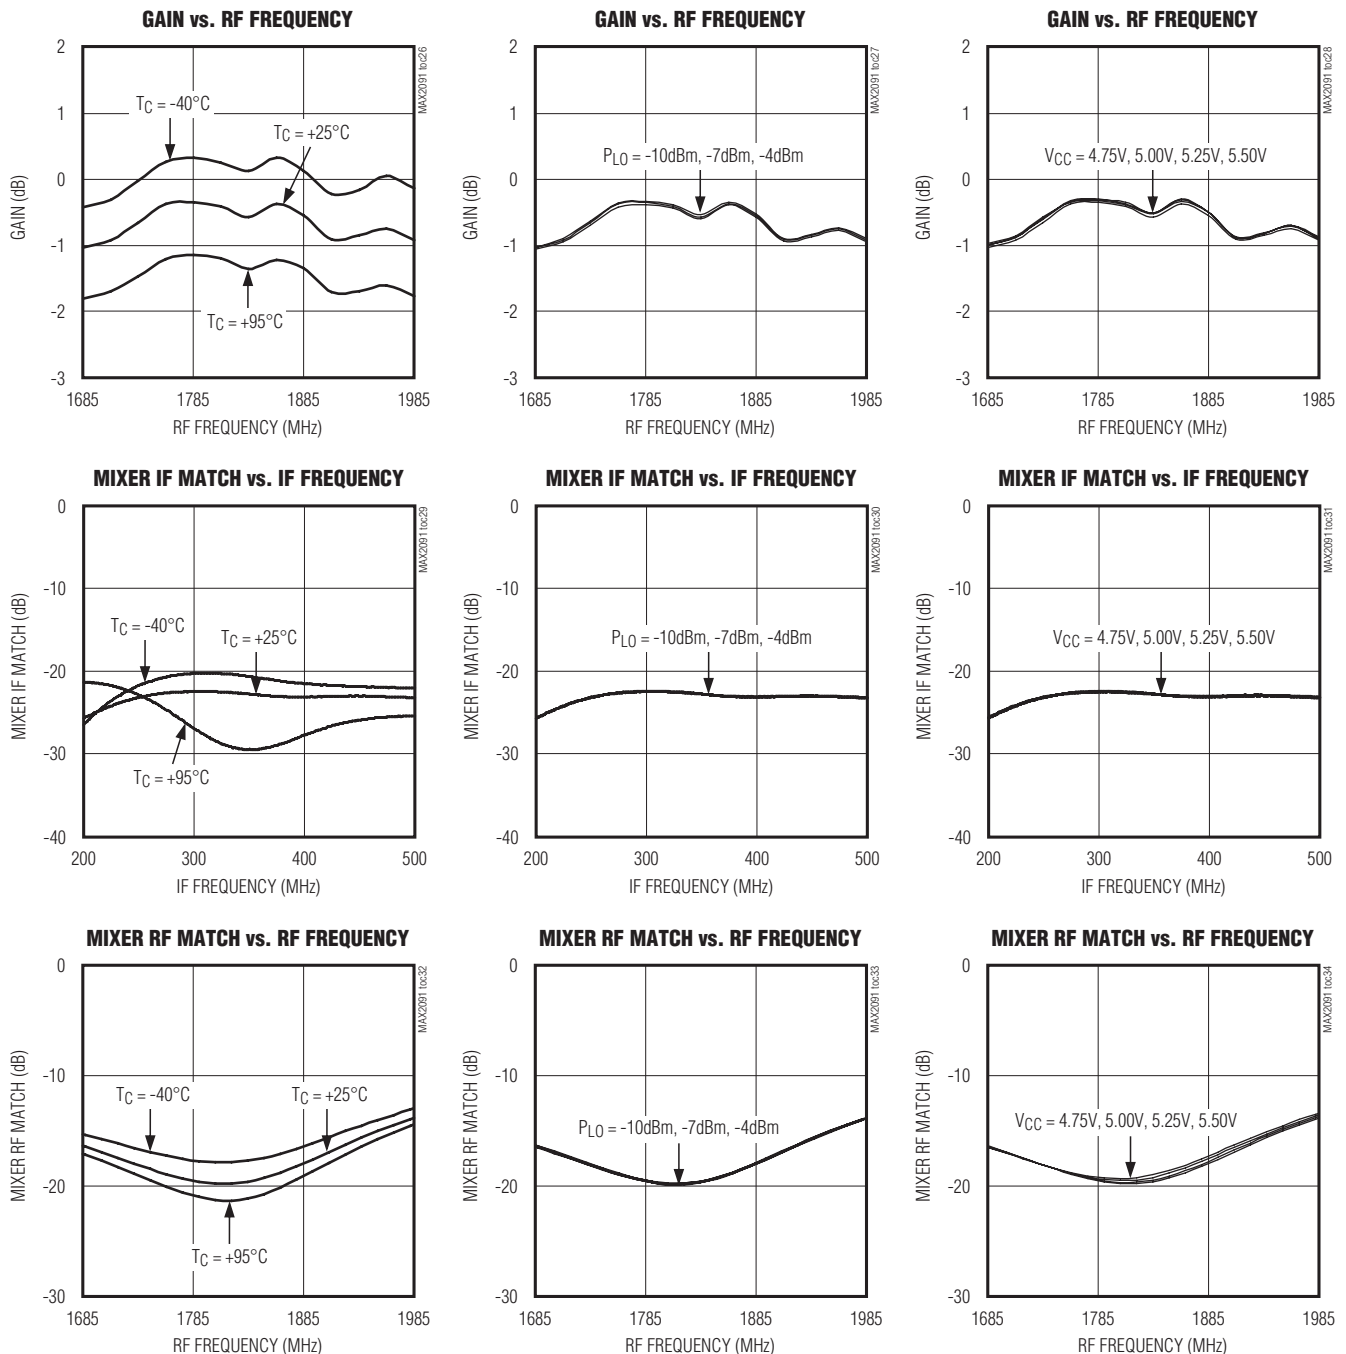 GAIN vs. RF FREQUENCY
2
1
0
-1
-2
-3
GAIN (dB)
TC = -40°C
TC = +25°C
TC = +95°C
MAX2091 toc26
1685 1785 1885 1985
RF FREQUENCY (MHz)
GAIN vs. RF FREQUENCY
2
1
0
-1
-2
-3
GAIN (dB)
PLO = -10dBm, -7dBm, -4dBm
MAX2091 toc27
1685 1785 1885 1985
RF FREQUENCY (MHz)
GAIN vs. RF FREQUENCY
2
1
0
-1
-2
-3
GAIN (dB)
VCC = 4.75V, 5.00V, 5.25V, 5.50V
MAX2091 toc28
1685 1785 1885 1985
RF FREQUENCY (MHz)
MIXER IF MATCH vs. IF FREQUENCY
0
-10
-20
-30
-40
MIXER IF MATCH (dB)
TC = -40°C
TC = +25°C
TC = +95°C
MAX2091 toc29
200 300 400 500
IF FREQUENCY (MHz)
MIXER IF MATCH vs. IF FREQUENCY
0
-10
-20
-30
-40
MIXER IF MATCH (dB)
PLO = -10dBm, -7dBm, -4dBm
MAX2091 toc30
200 300 400 500
IF FREQUENCY (MHz)
MIXER IF MATCH vs. IF FREQUENCY
0
-10
-20
-30
-40
MIXER IF MATCH (dB)
VCC = 4.75V, 5.00V, 5.25V, 5.50V
MAX2091 toc31
200 300 400 500
IF FREQUENCY (MHz)
MIXER RF MATCH vs. RF FREQUENCY
0
-10
-20
-30
MIXER RF MATCH (dB)
TC = -40°C
TC = +25°C
TC = +95°C
MAX2091 toc32
1685 1785 1885 1985
RF FREQUENCY (MHz)
MIXER RF MATCH vs. RF FREQUENCY
0
-10
-20
-30
MIXER RF MATCH (dB)
PLO = -10dBm, -7dBm, -4dBm
MAX2091 toc33
1685 1785 1885 1985
RF FREQUENCY (MHz)
MIXER RF MATCH vs. RF FREQUENCY
0
-10
-20
-30
MIXER RF MATCH (dB)
VCC = 4.75V, 5.00V, 5.25V, 5.50V
MAX2091 toc34
1685 1785 1885 1985
RF FREQUENCY (MHz)